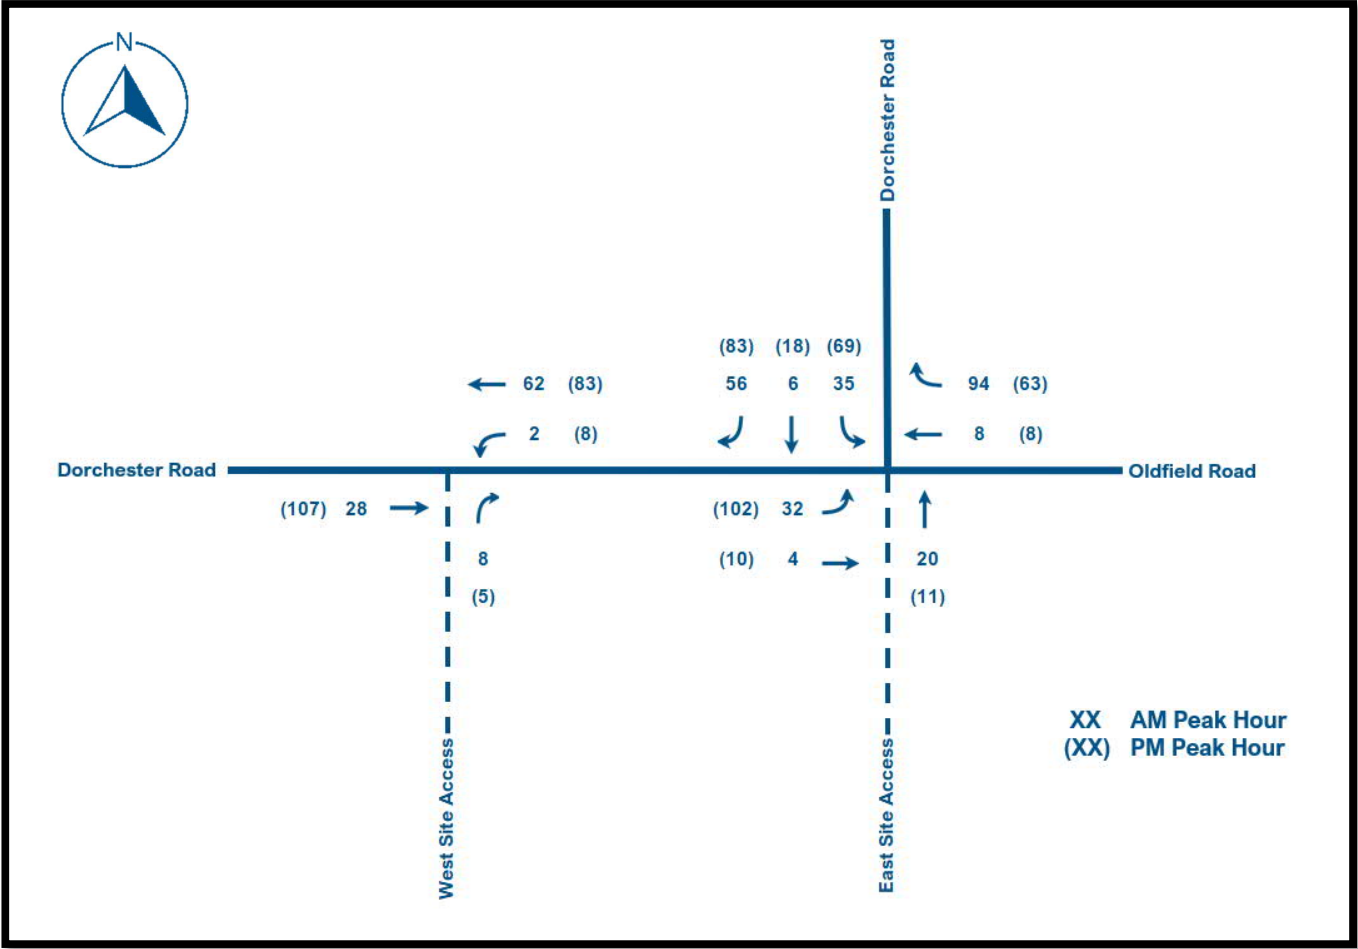 N
Dorchester Road
(83) (18) (69)
62 (83)
56 6 35
94 (63)
2 (8)
8 (8)
Dorchester Road
Oldfield Road
(107) 28
(102) 32
8
(10) 4
20
(5)
(11)
XX AM Peak Hour
(XX) PM Peak Hour
West Site Access
East Site Access